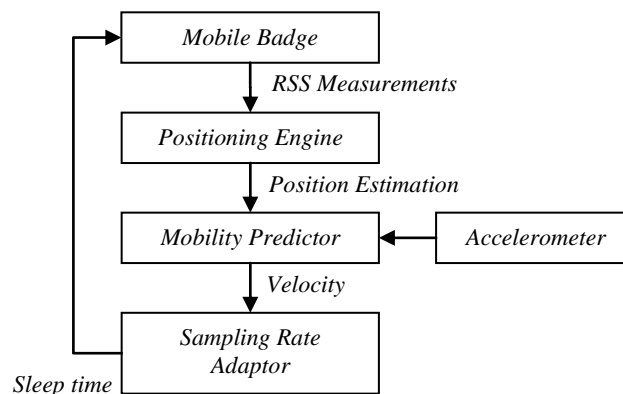 Mobile Badge
RSS Measurements
Positioning Engine
Position Estimation
Mobility Predictor
Accelerometer
Velocity
Sampling Rate
Adaptor
Sleep time